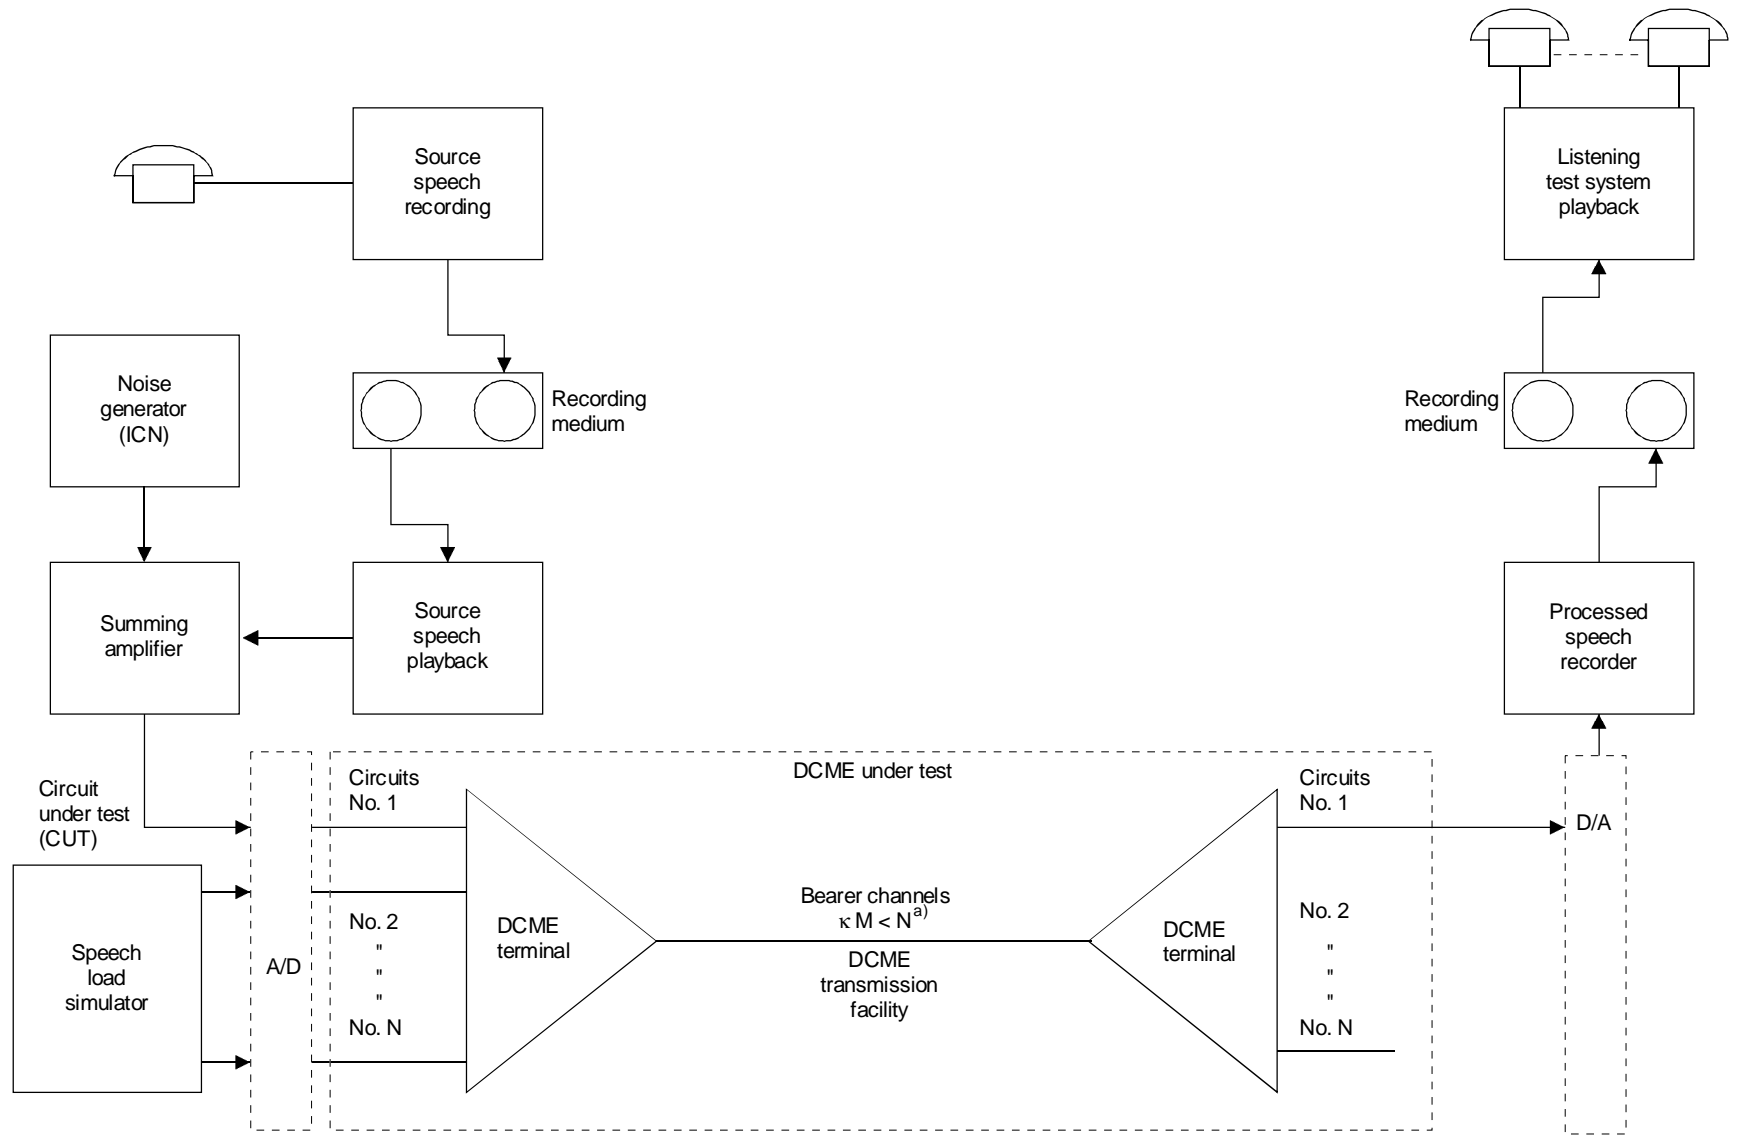 Source
speech
recording
Listening
test system
playback
Noise
generator
(ICN)
Recording
medium
Recording
medium
Summing
amplifier
Source
speech
playback
Processed
speech
recorder
Circuit
under test
(CUT)
Circuits
No. 1
DCME under test
Circuits
No. 1
D/A
Speech
load
simulator
A/D
No. 2
"
"
"
No. N
DCME
terminal
Bearer channels
κ M < Nᵃ⁾
DCME
transmission
facility
DCME
terminal
No. 2
"
"
"
No. N